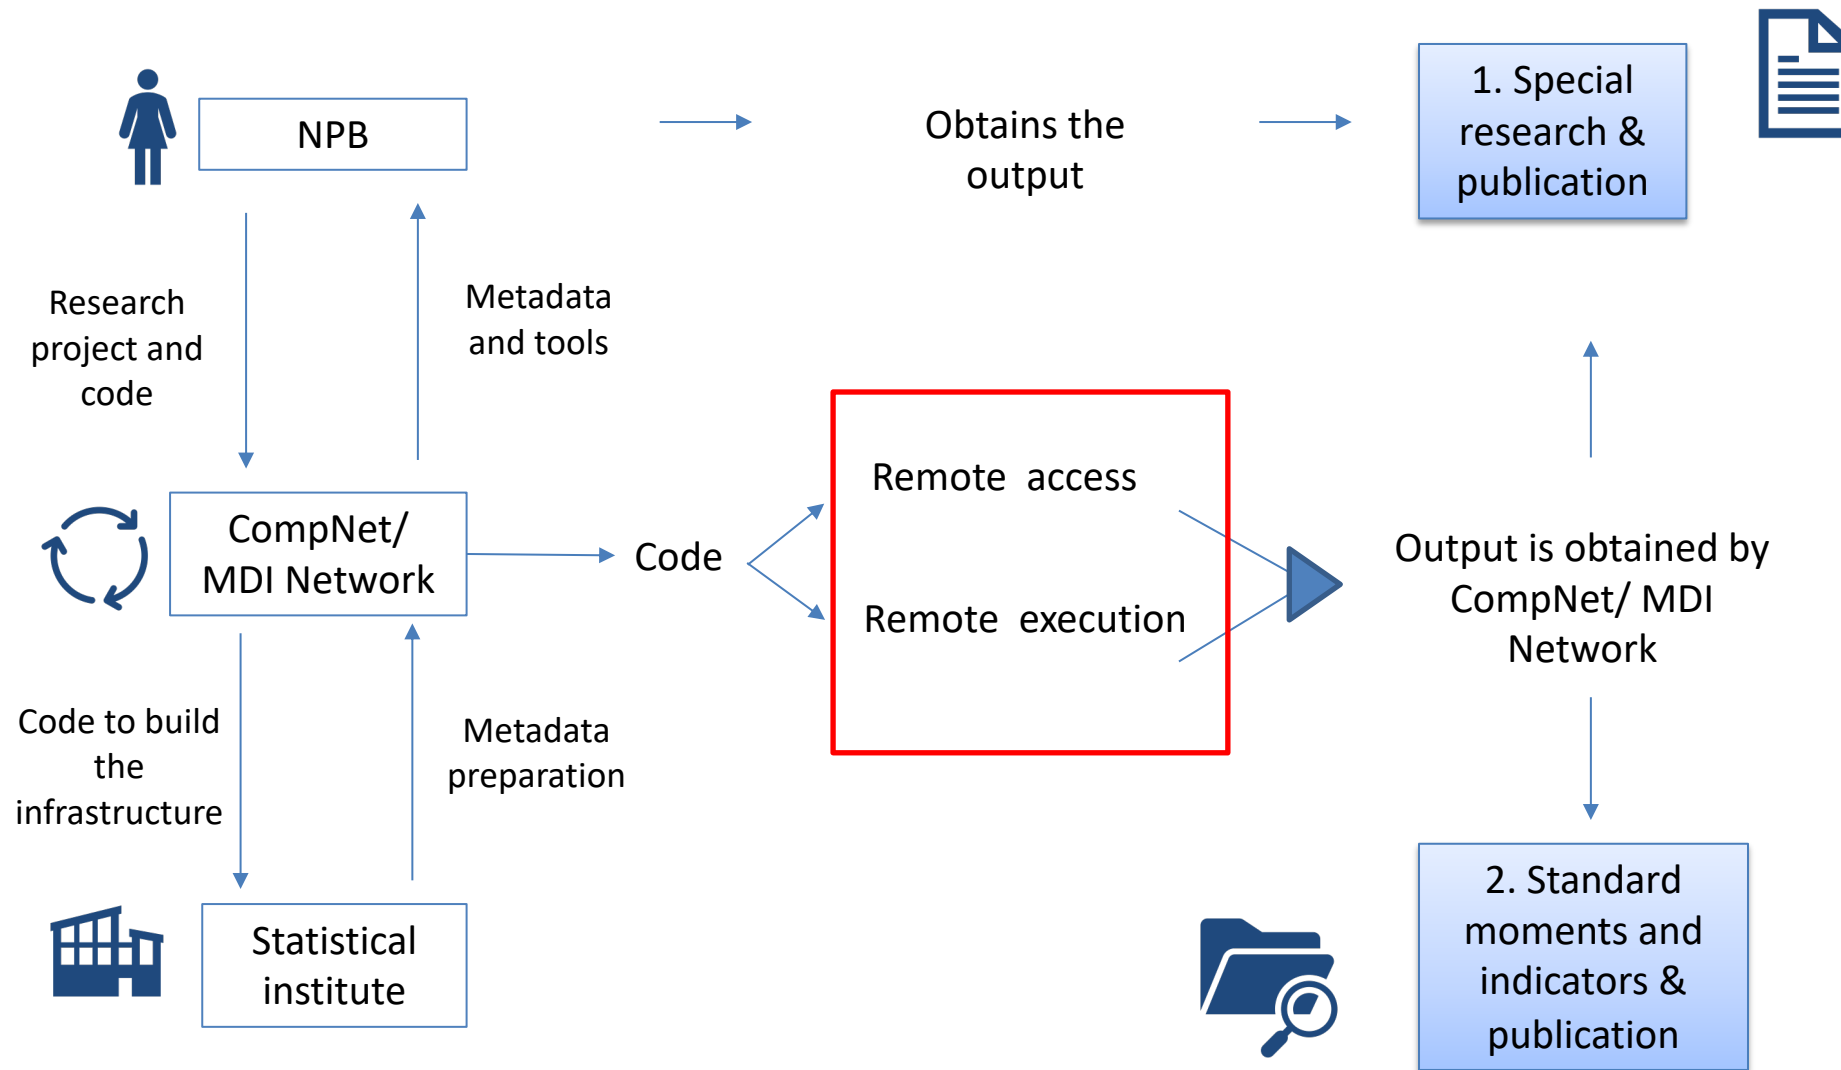 NPB
Obtains the
output
1. Special
research &
publication
Research
project and
code
Metadata
and tools
CompNet/
MDI Network
Code
Remote access
Remote execution
Output is obtained by
CompNet/ MDI
Network
Code to build
the
infrastructure
Metadata
preparation
Statistical
institute
2. Standard
moments and
indicators &
publication